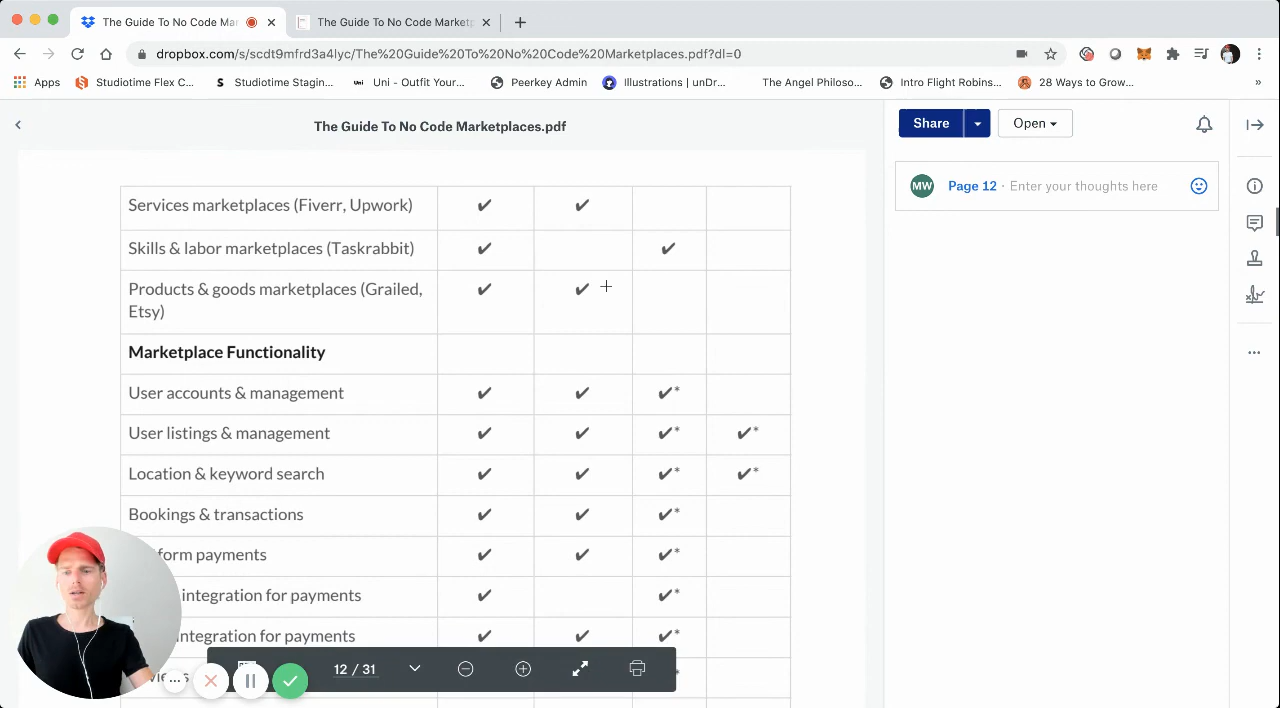 The Guide To No Code Mar
The Guide To No Code Market
dropbox.com/s/scdt9mfrd3a4lyc/The%20Guide%20To%20No%20Code%20Marketplaces.pdf?dl=0
Apps
Studiotime Flex C...
S Studiotime Stagin...
Uni - Outfit Your...
Peerkey Admin
Illustrations | unDr...
The Angel Philoso...
Intro Flight Robins...
28 Ways to Grow...
»
The Guide To No Code Marketplaces.pdf
Share
Open
MW Page 12 · Enter your thoughts here
Services marketplaces (Fiverr, Upwork) ✔ ✔
Skills & labor marketplaces (Taskrabbit) ✔ ✔
Products & goods marketplaces (Grailed, ✔ ✔
Etsy)
Marketplace Functionality
User accounts & management ✔ ✔ ✔*
User listings & management ✔ ✔ ✔* ✔*
Location & keyword search ✔ ✔ ✔* ✔*
Bookings & transactions ✔ ✔ ✔*
form payments ✔ ✔ ✔*
integration for payments ✔ ✔*
integration for payments ✔ ✔ ✔*
12 / 31